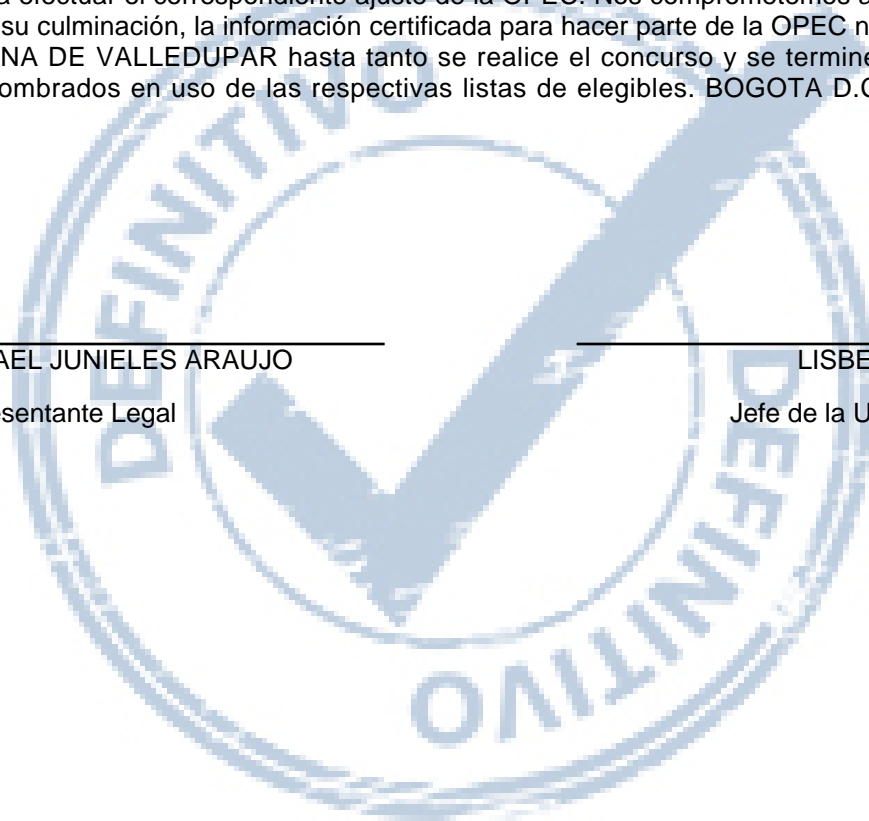 a efectuar el correspondiente ajuste de la OPEC. Nos comprometemos a
su culminación, la información certificada para hacer parte de la OPEC n
NA DE VALLEDUPAR hasta tanto se realice el concurso y se termine
ombrados en uso de las respectivas listas de elegibles. BOGOTA D.C
DEFINITIVO
AEL JUNIELES ARAUJO LISBE
esentante Legal Jefe de la U
DEFINITIVO